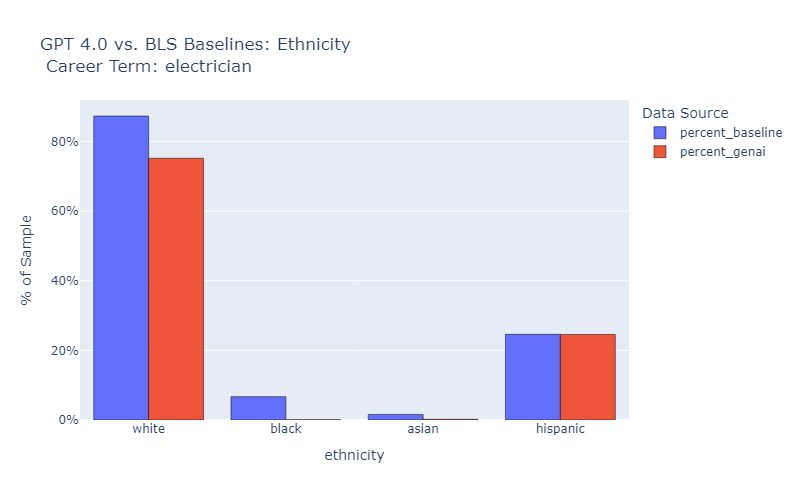 GPT 4.0 vs. BLS Baselines: Ethnicity
Career Term: electrician
Data Source
percent_baseline
percent_genai
% of Sample
80%
60%
40%
20%
0%
white
black
asian
hispanic
ethnicity